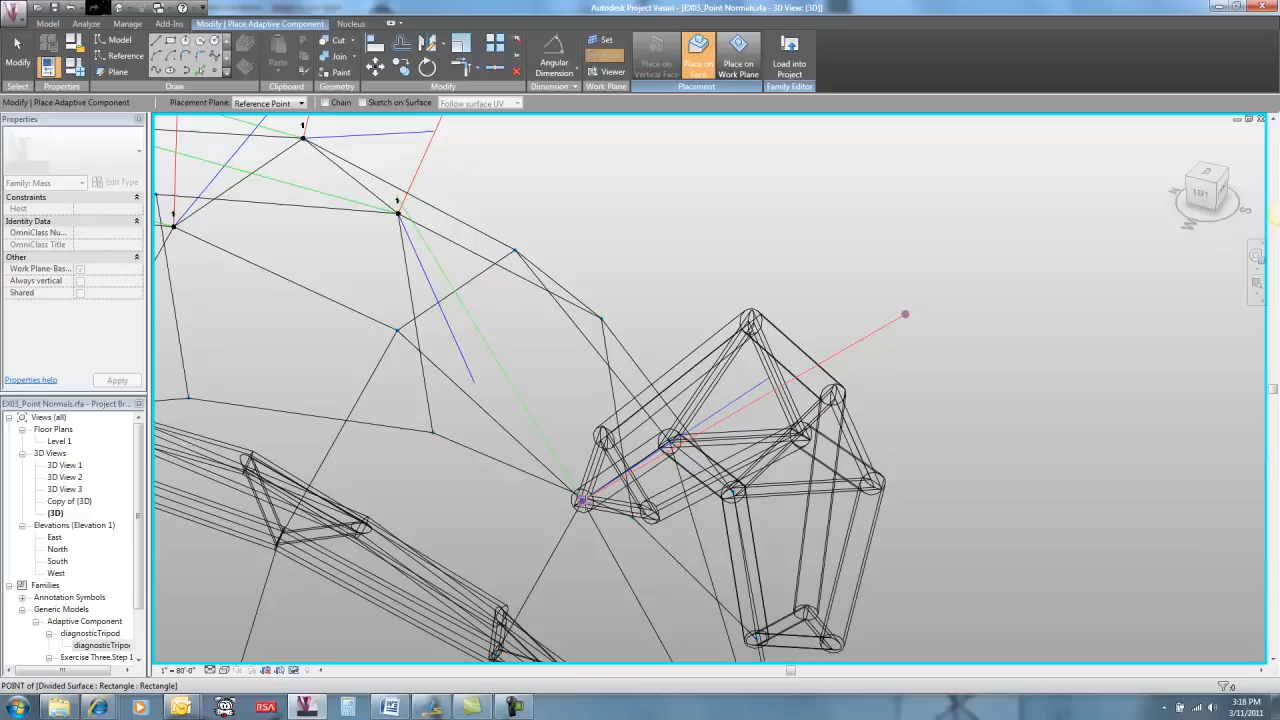 Autodesk Project Vasari - [EX03_Point Normals.rfa - 3D View: {3D}]
Model Analyze Manage Add-Ins Modify | Place Adaptive Component Nucleus
Modify
Model
Reference
Plane
Paste
Cut
Join
Paint
Angular
Dimension
Set
Viewer
Place on
Vertical Face
Place on
Face
Place on
Work Plane
Load into
Project
Select Properties Draw Clipboard Geometry Modify Dimension Work Plane Placement Family Editor
Modify | Place Adaptive Component Placement Plane: Reference Point Chain Sketch on Surface Follow surface UV
Properties
Family: Mass Edit Type
Constraints
Host
Identity Data
OmniClass Nu...
OmniClass Title
Other
Work Plane-Bas...
Always vertical
Shared
Properties help Apply
EX03_Point Normals.rfa - Project Br...
Views (all)
Floor Plans
Level 1
3D Views
3D View 1
3D View 2
3D View 3
Copy of {3D}
{3D}
Elevations (Elevation 1)
East
North
South
West
Families
Annotation Symbols
Generic Models
Adaptive Component
diagnosticTripod
diagnosticTripo
Exercise Three.Step 1
1
1
1
LEFT
S
1" = 80'-0"
POINT of [Divided Surface : Rectangle : Rectangle]
:0
RSA
3:18 PM
3/11/2011